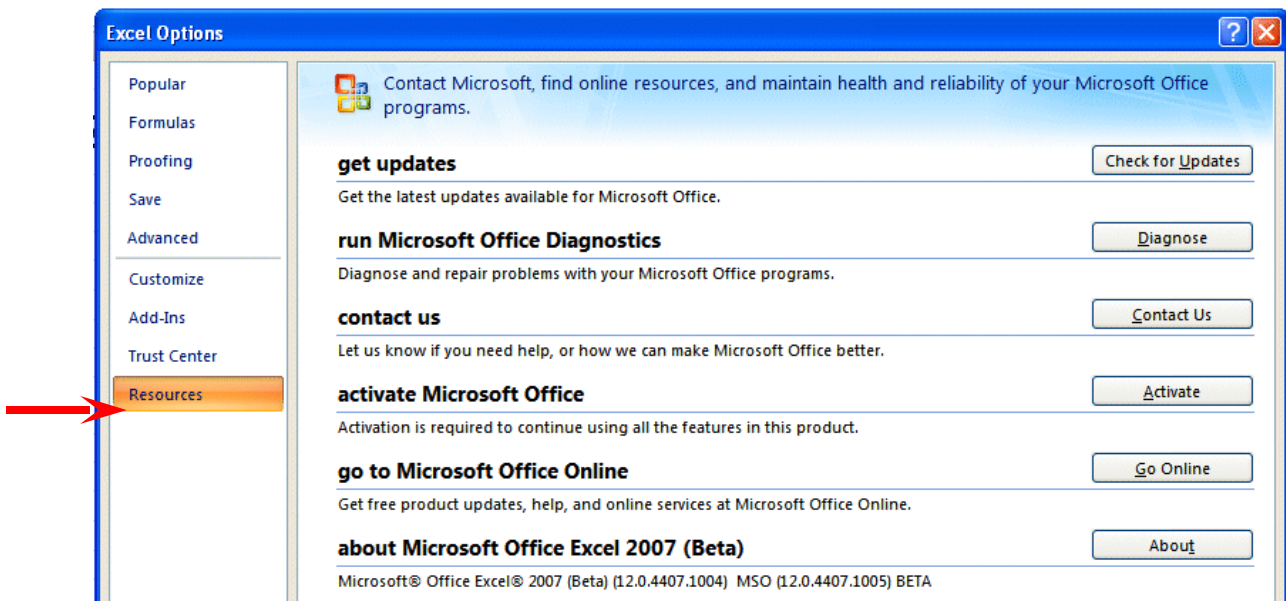 Excel Options
Popular
Formulas
Proofing
Save
Advanced
Customize
Add-Ins
Trust Center
Resources
Contact Microsoft, find online resources, and maintain health and reliability of your Microsoft Office
programs.
get updates
Check for Updates
Get the latest updates available for Microsoft Office.
run Microsoft Office Diagnostics
Diagnose
Diagnose and repair problems with your Microsoft Office programs.
contact us
Contact Us
Let us know if you need help, or how we can make Microsoft Office better.
activate Microsoft Office
Activate
Activation is required to continue using all the features in this product.
go to Microsoft Office Online
Go Online
Get free product updates, help, and online services at Microsoft Office Online.
about Microsoft Office Excel 2007 (Beta)
About
Microsoft® Office Excel® 2007 (Beta) (12.0.4407.1004)  MSO (12.0.4407.1005) BETA